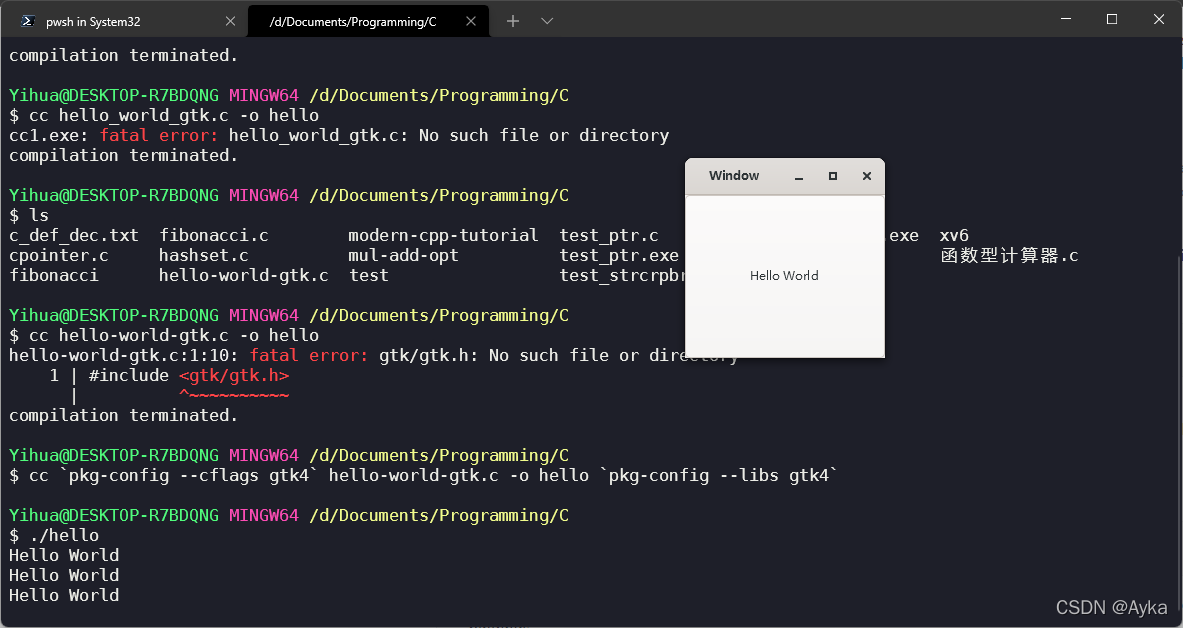 pwsh in System32
/d/Documents/Programming/C
compilation terminated.
Yihua@DESKTOP-R7BDQNG MINGW64 /d/Documents/Programming/C
$ cc hello_world_gtk.c -o hello
cc1.exe: fatal error: hello_world_gtk.c: No such file or directory
compilation terminated.
Yihua@DESKTOP-R7BDQNG MINGW64 /d/Documents/Programming/C
$ ls
c_def_dec.txt fibonacci.c modern-cpp-tutorial test_ptr.c .exe xv6
cpointer.c hashset.c mul-add-opt test_ptr.exe 函数型计算器.c
fibonacci hello-world-gtk.c test test_strcrpbr
Window
Hello World
Yihua@DESKTOP-R7BDQNG MINGW64 /d/Documents/Programming/C
$ cc hello-world-gtk.c -o hello
hello-world-gtk.c:1:10: fatal error: gtk/gtk.h: No such file or directory
1 | #include <gtk/gtk.h>
| ^~~~~~~~~~~
compilation terminated.
Yihua@DESKTOP-R7BDQNG MINGW64 /d/Documents/Programming/C
$ cc `pkg-config --cflags gtk4` hello-world-gtk.c -o hello `pkg-config --libs gtk4`
Yihua@DESKTOP-R7BDQNG MINGW64 /d/Documents/Programming/C
$ ./hello
Hello World
Hello World
Hello World
CSDN @Ayka